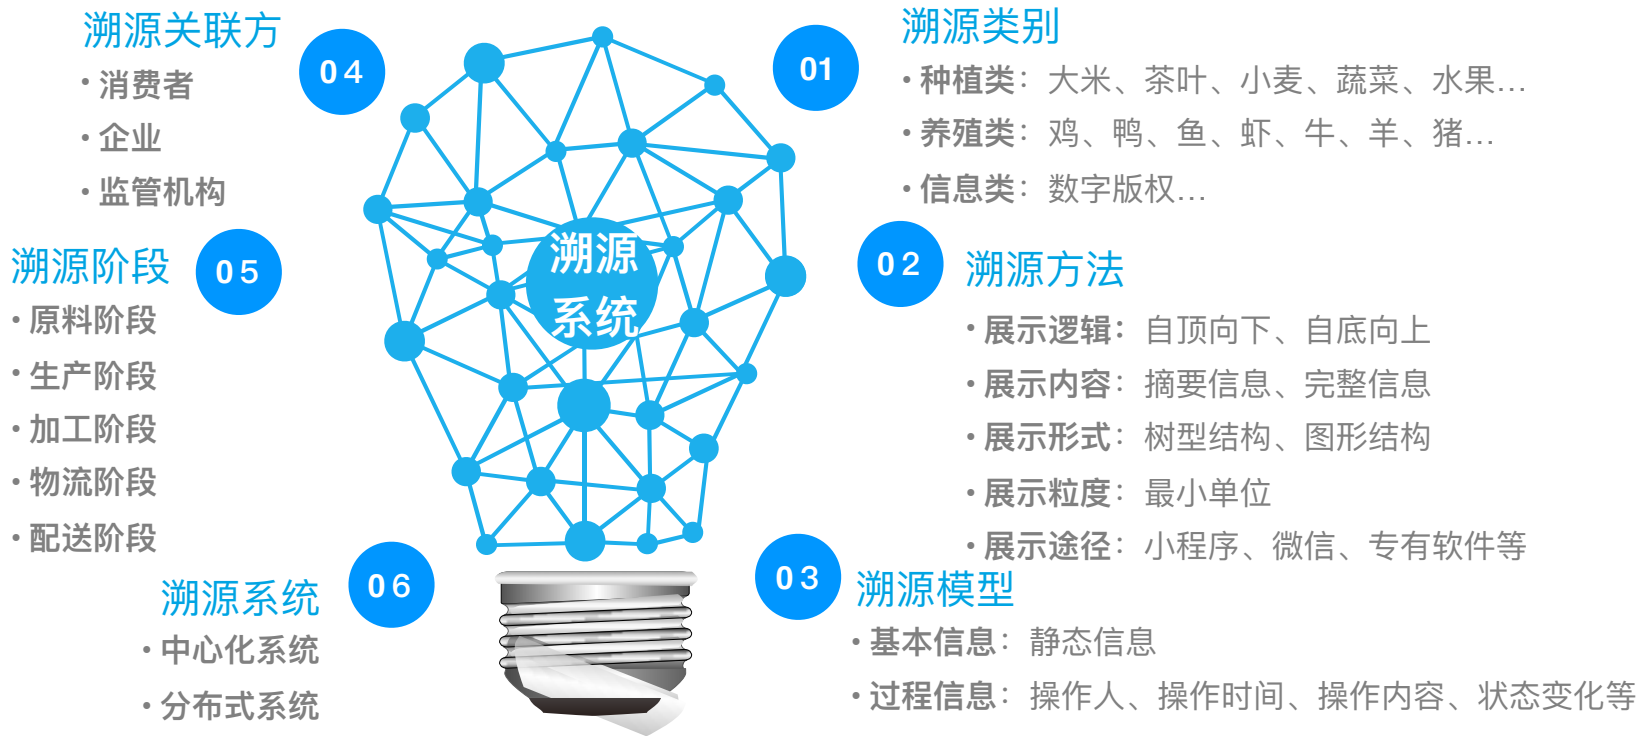 01
溯源类别
• 种植类：大米、茶叶、小麦、蔬菜、水果...
• 养殖类：鸡、鸭、鱼、虾、牛、羊、猪...
• 信息类：数字版权...
02
溯源方法
• 展示逻辑：自顶向下、自底向上
• 展示内容：摘要信息、完整信息
• 展示形式：树型结构、图形结构
• 展示粒度：最小单位
• 展示途径：小程序、微信、专有软件等
03
溯源模型
• 基本信息：静态信息
• 过程信息：操作人、操作时间、操作内容、状态变化等
04
溯源关联方
• 消费者
• 企业
• 监管机构
05
溯源阶段
• 原料阶段
• 生产阶段
• 加工阶段
• 物流阶段
• 配送阶段
06
溯源系统
• 中心化系统
• 分布式系统
溯源
系统